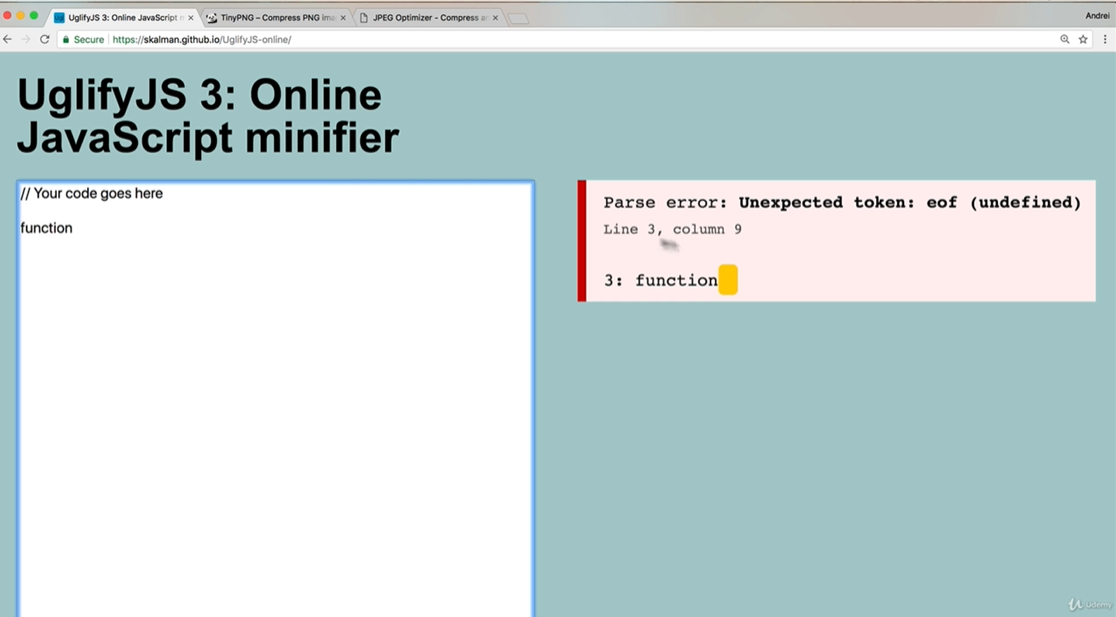 UglifyJS 3: Online JavaScript m
TinyPNG – Compress PNG ima
JPEG Optimizer - Compress an
Andrei
Secure
https://skalman.github.io/UglifyJS-online/
UglifyJS 3: Online
JavaScript minifier
// Your code goes here
function
Parse error: Unexpected token: eof (undefined)
Line 3, column 9
3: function
Udemy